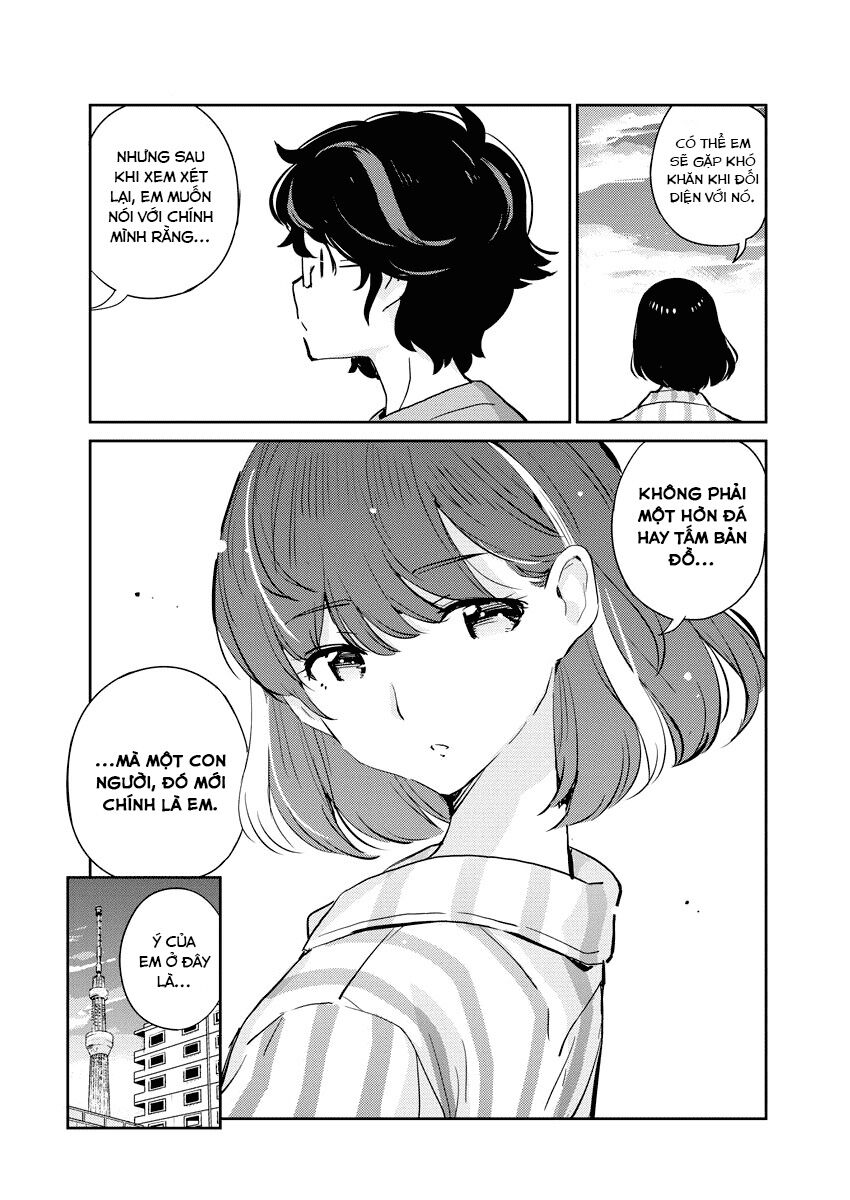 CÓ THỂ EM
SẼ GẶP KHÓ
KHĂN KHI ĐỐI
DIỆN VỚI NÓ.
NHƯNG SAU
KHI XEM XÉT
LẠI, EM MUỐN
NÓI VỚI CHÍNH
MÌNH RẰNG...
KHÔNG PHẢI
MỘT HÒN ĐÁ
HAY TẤM BẢN
ĐỒ...
...MÀ MỘT CON
NGƯỜI, ĐÓ MỚI
CHÍNH LÀ EM.
Ý CỦA
EM Ở ĐÂY
LÀ...